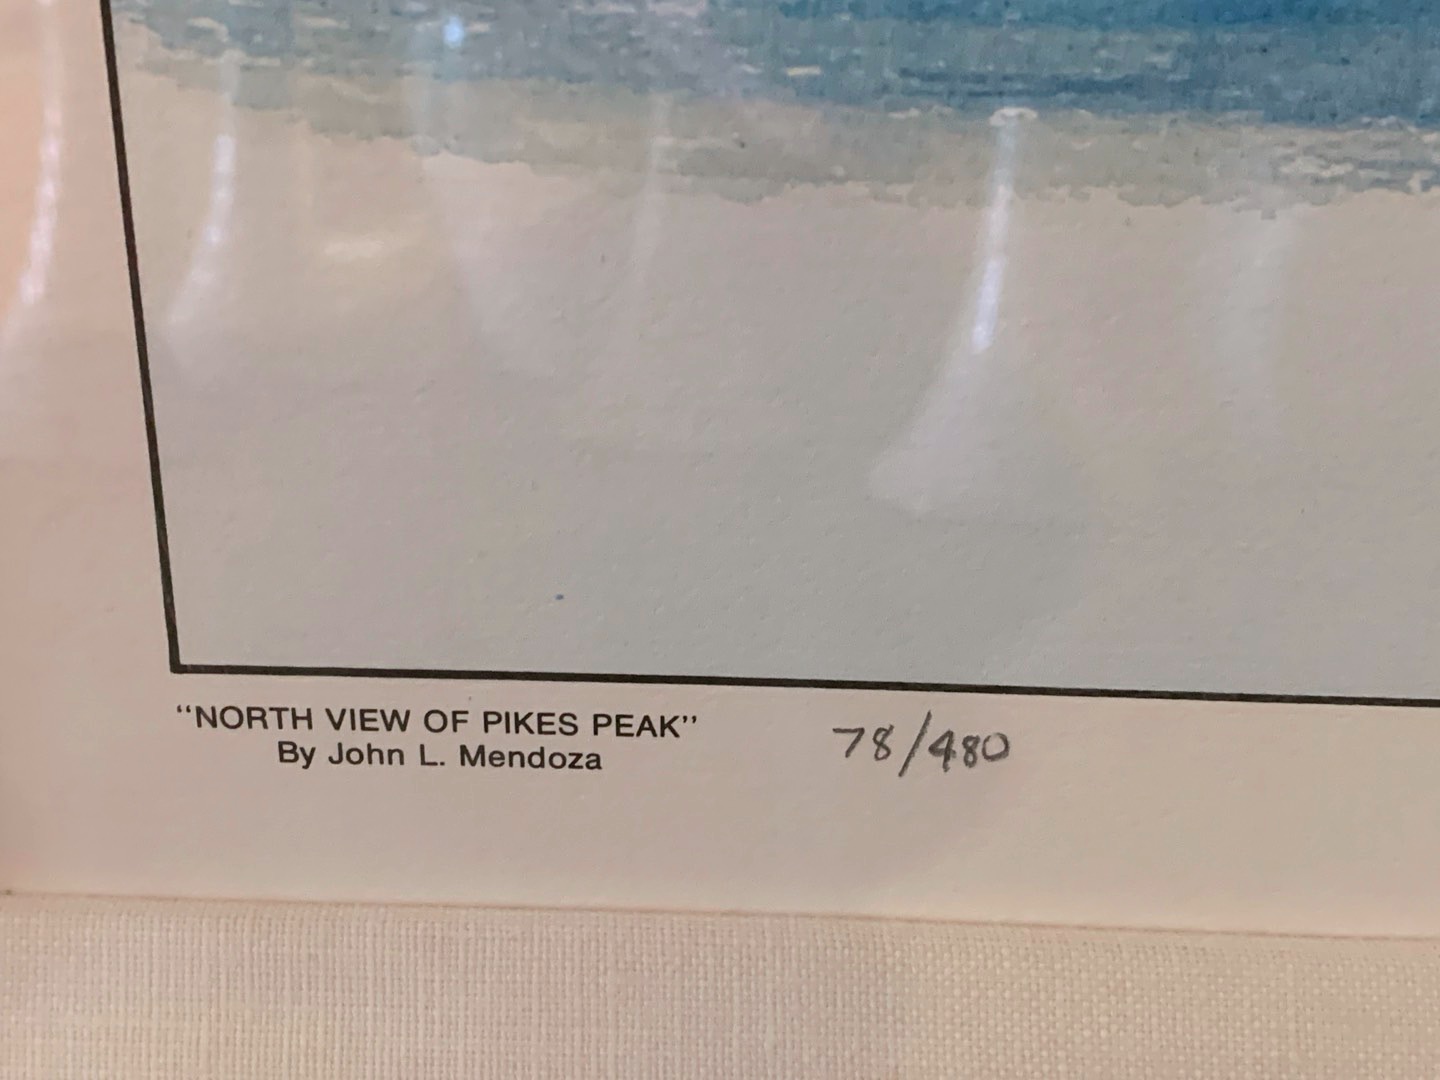 "NORTH VIEW OF PIKES PEAK" 78/480
By John L. Mendoza